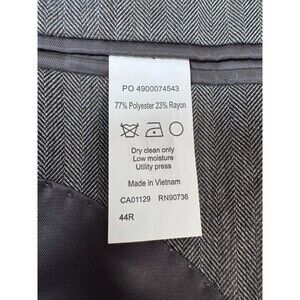 PO 4900074543
77% Polyester 23% Rayon
Dry clean only
Low moisture
Utility press
Made in Vietnam
CA01129 RN90736
44R